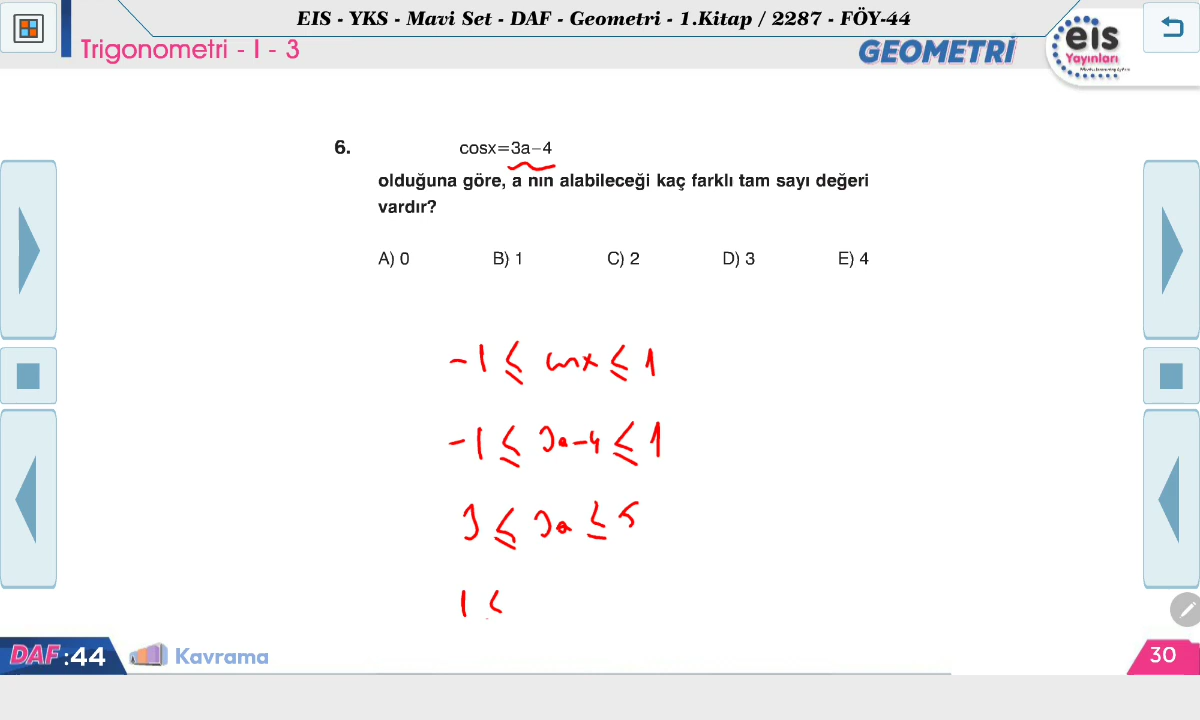 EIS - YKS - Mavi Set - DAF - Geometri - 1.Kitap / 2287 - FÖY-44
Trigonometri - I - 3
GEOMETRİ
eis
Yayınları
6.
cosx=3a−4
olduğuna göre, a nın alabileceği kaç farklı tam sayı değeri
vardır?
A) 0 B) 1 C) 2 D) 3 E) 4
-1 ≤ cosx ≤ 1
-1 ≤ 3a-4 ≤ 1
3 ≤ 3a ≤ 5
1 ≤
DAF :44
Kavrama
30